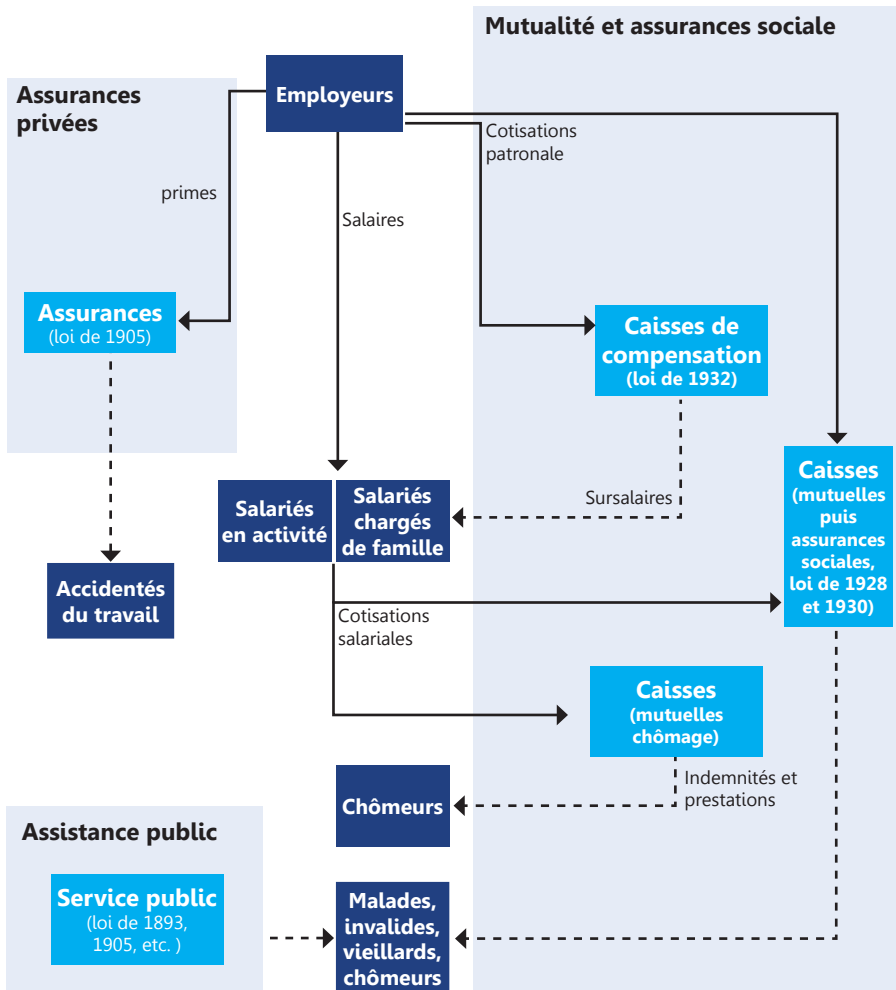 Mutualité et assurances sociale
Assurances
privées
Employeurs
Cotisations
patronale
primes
Salaires
Assurances
(loi de 1905)
Caisses de
compensation
(loi de 1932)
Caisses
(mutuelles
puis
assurances
sociales,
loi de 1928
et 1930)
Salariés
en activité
Salariés
chargés
de famille
Sursalaires
Accidentés
du travail
Cotisations
salariales
Caisses
(mutuelles
chômage)
Indemnités et
prestations
Chômeurs
Assistance public
Service public
(loi de 1893,
1905, etc. )
Malades,
invalides,
vieillards,
chômeurs